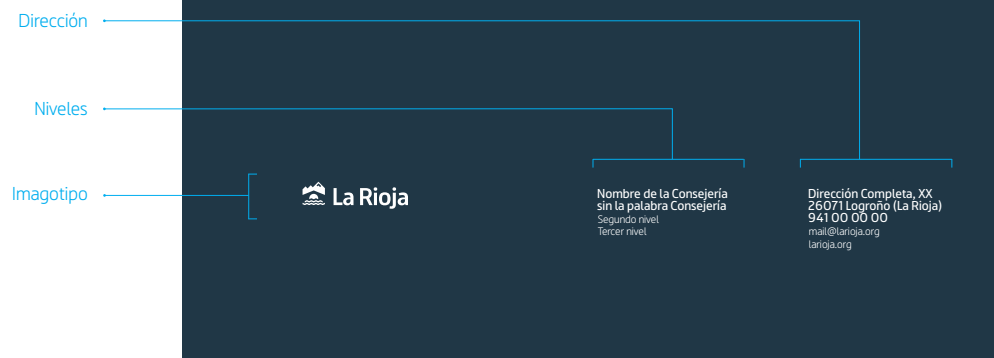 Dirección
Niveles
Imagotipo
La Rioja
Nombre de la Consejería
sin la palabra Consejería
Segundo nivel
Tercer nivel
Dirección Completa, XX
26071 Logroño (La Rioja)
941 00 00 00
mail@larioja.org
larioja.org